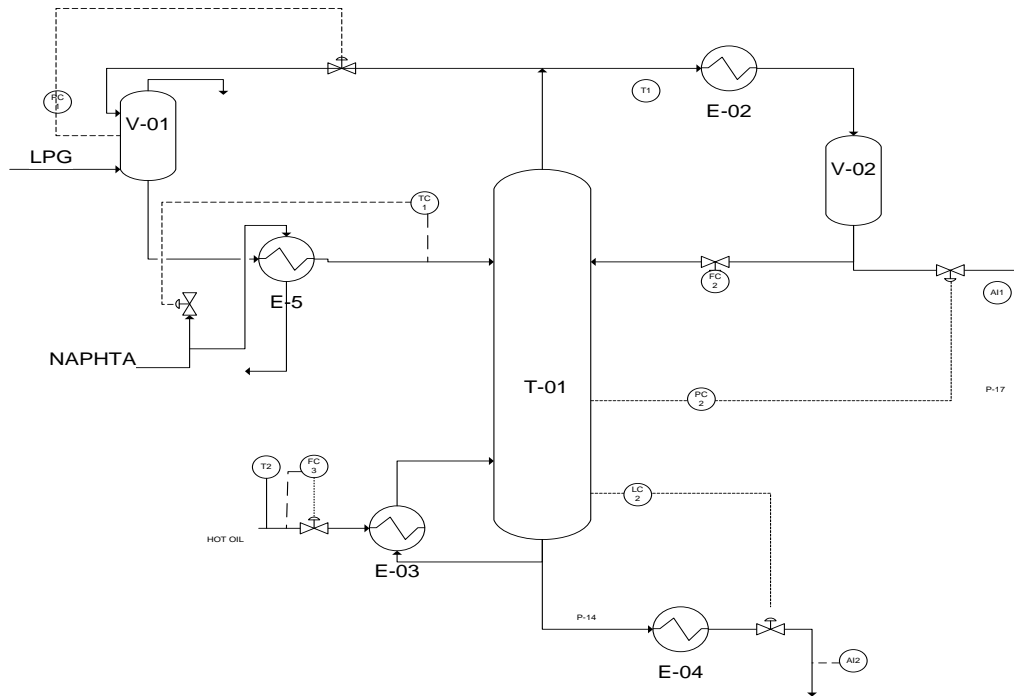 FC
V-01
LPG
T1
E-02
V-02
TC
1
E-5
FC
2
AI1
NAPHTA
T-01
PC
2
P-17
T2
FC
3
LC
2
HOT OIL
E-03
P-14
E-04
AI2